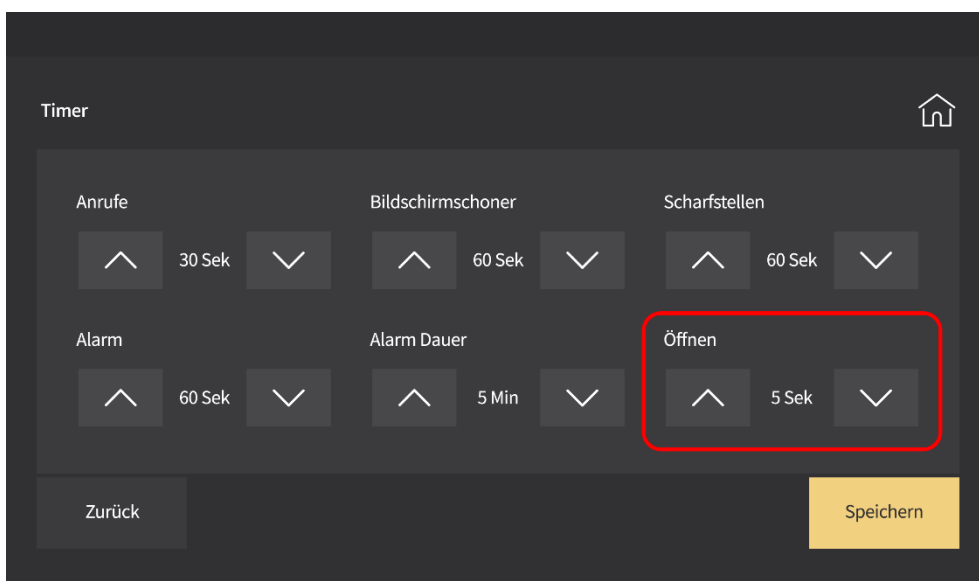 Timer
Anrufe Bildschirmschoner Scharfstellen
30 Sek 60 Sek 60 Sek
Alarm Alarm Dauer Öffnen
60 Sek 5 Min 5 Sek
Zurück Speichern